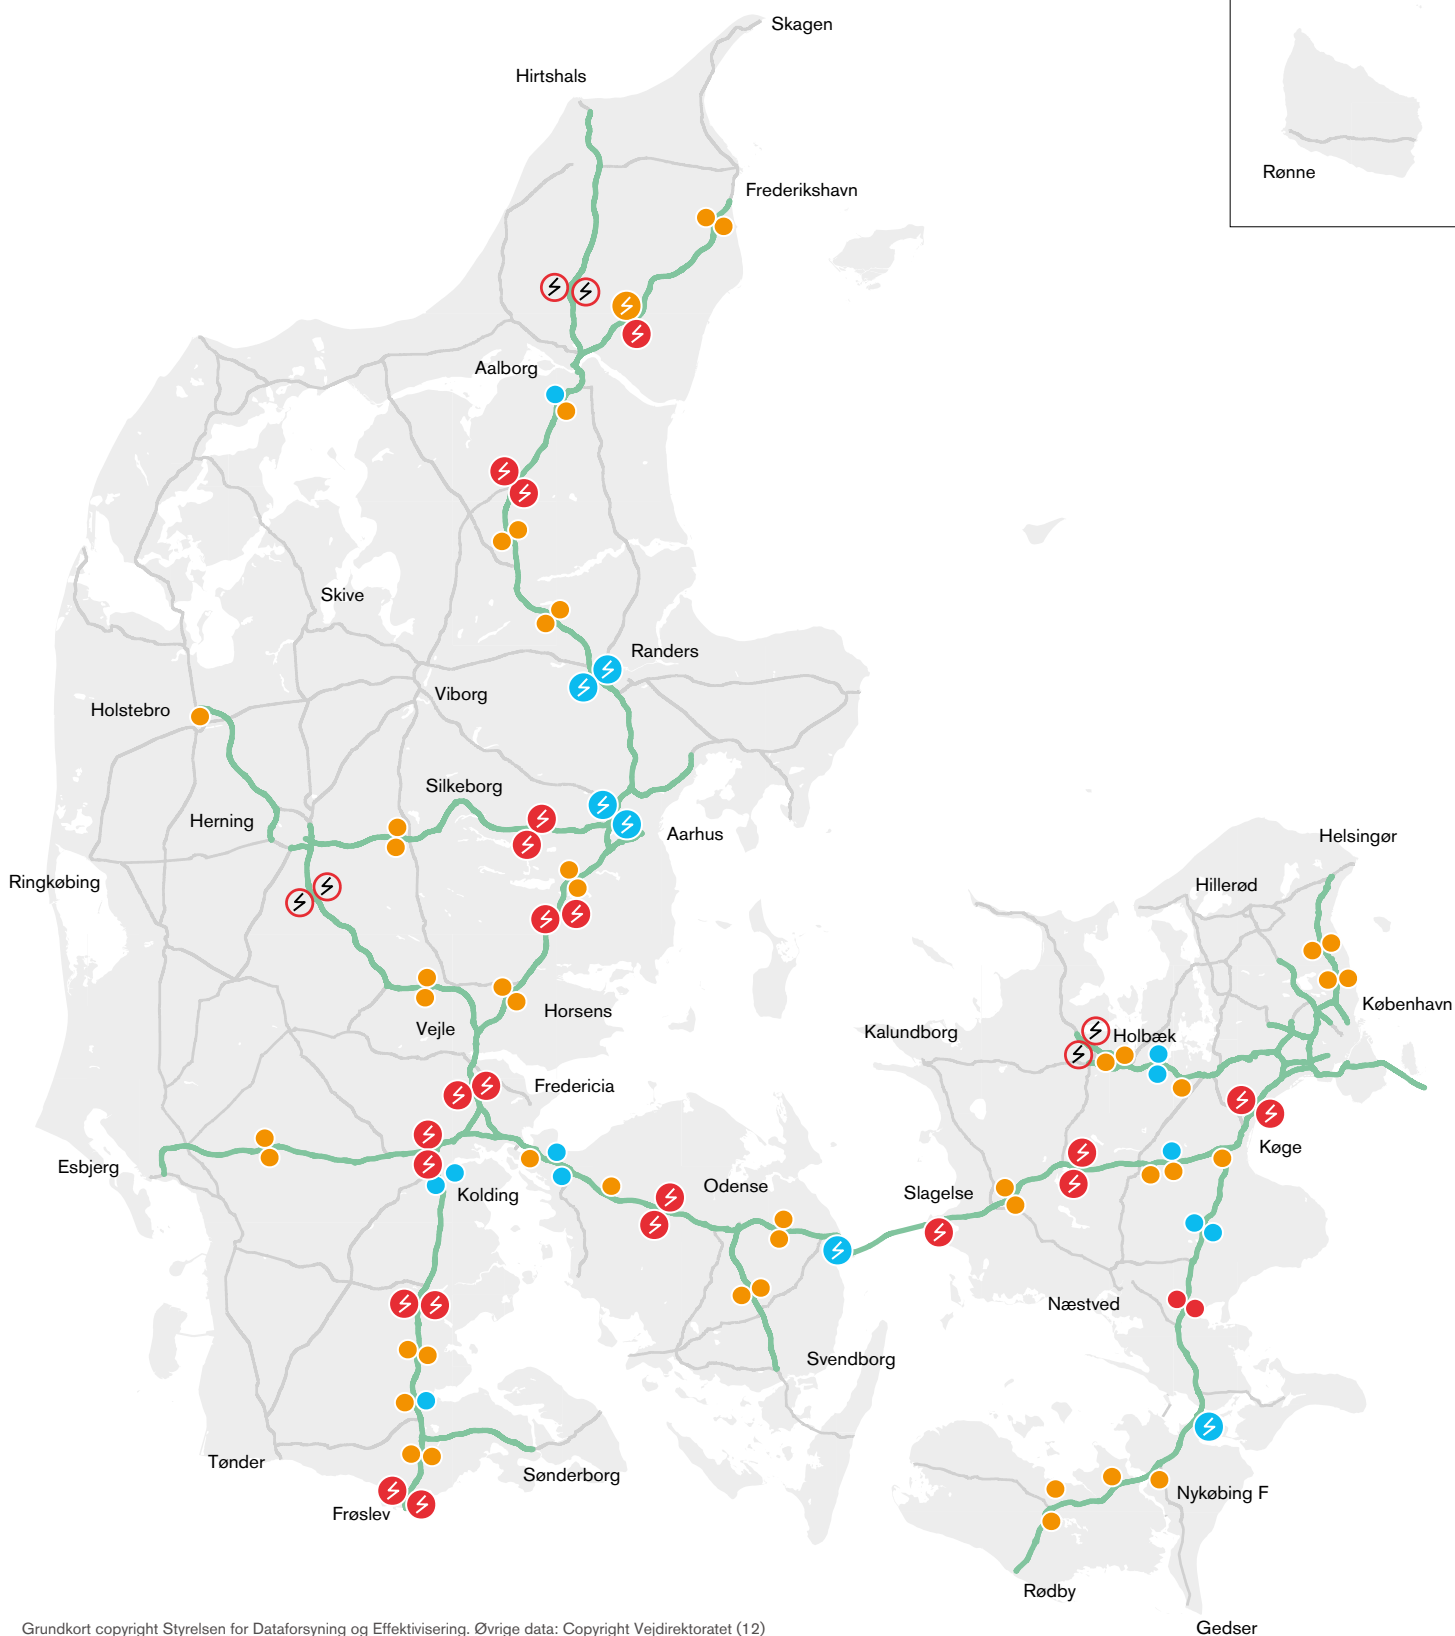 Skagen
Hirtshals
Rønne
Frederikshavn
Aalborg
Skive
Randers
Viborg
Holstebro
Silkeborg
Herning
Aarhus
Helsingør
Ringkøbing
Hillerød
København
Horsens
Vejle
Kalundborg
Holbæk
Fredericia
Køge
Esbjerg
Kolding
Odense
Slagelse
Næstved
Svendborg
Tønder
Sønderborg
Nykøbing F
Frøslev
Rødby
Grundkort copyright Styrelsen for Dataforsyning og Effektivisering. Øvrige data: Copyright Vejdirektoratet (12)
Gedser